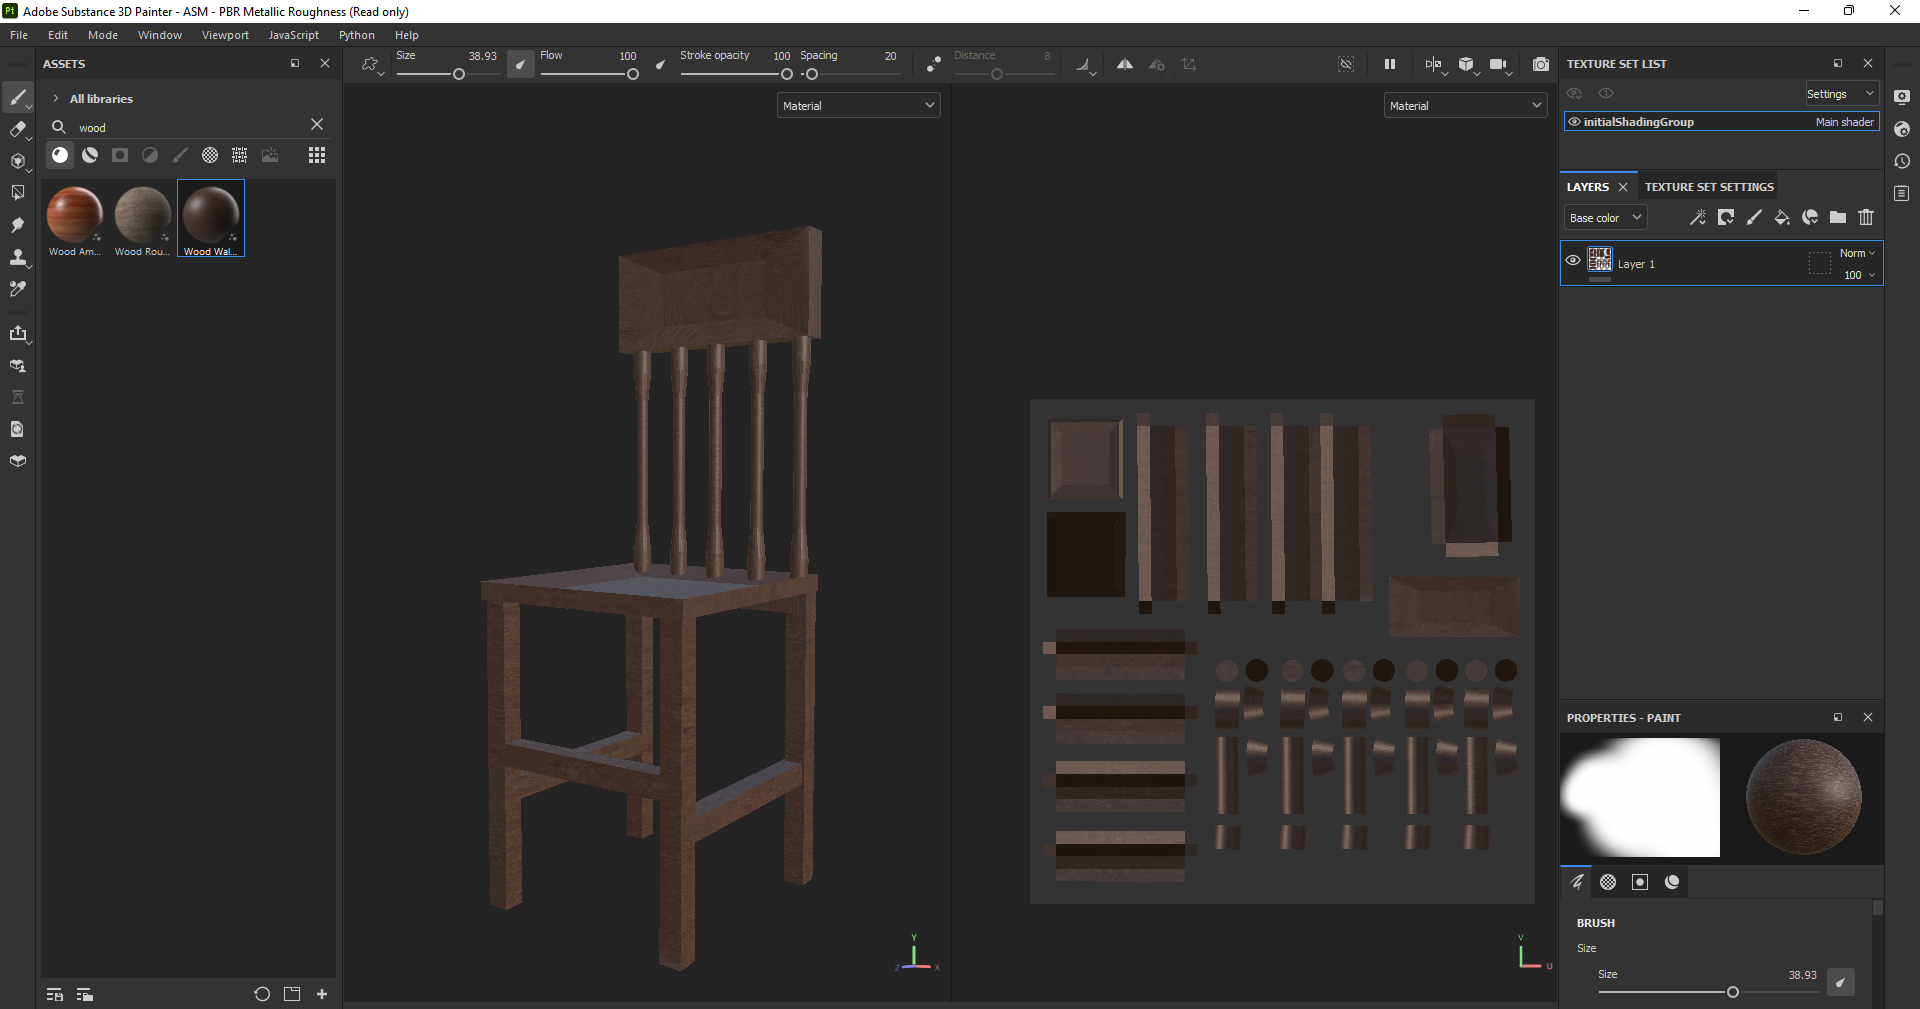 Pt Adobe Substance 3D Painter - ASM - PBR Metallic Roughness (Read only)
File Edit Mode Window Viewport JavaScript Python Help
ASSETS
All libraries
wood
Wood Am... Wood Rou... Wood Wal...
Size 38.93 Flow 100 Stroke opacity 100 Spacing 20 Distance 8
Material
Material
Y
Z X
V
U
TEXTURE SET LIST
Settings
initialShadingGroup Main shader
LAYERS TEXTURE SET SETTINGS
Base color
Layer 1 Norm
100
PROPERTIES - PAINT
BRUSH
Size
Size 38.93